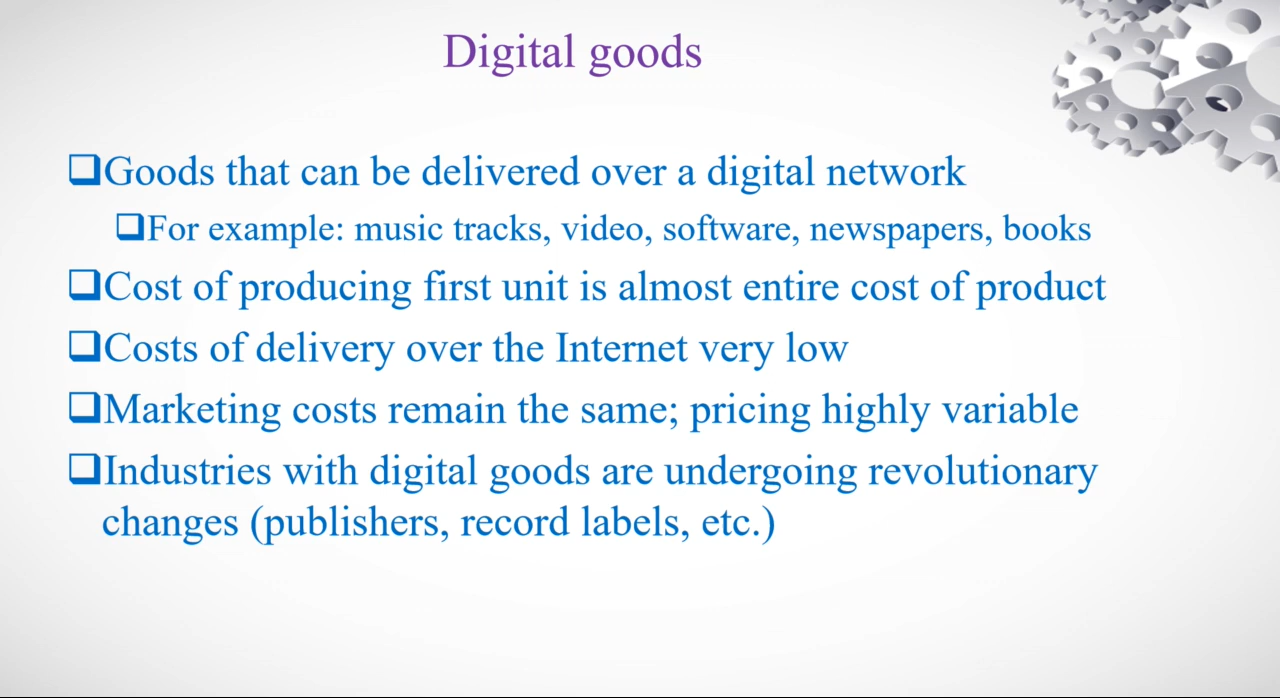 Digital goods
❑Goods that can be delivered over a digital network
❑For example: music tracks, video, software, newspapers, books
❑Cost of producing first unit is almost entire cost of product
❑Costs of delivery over the Internet very low
❑Marketing costs remain the same; pricing highly variable
❑Industries with digital goods are undergoing revolutionary
changes (publishers, record labels, etc.)